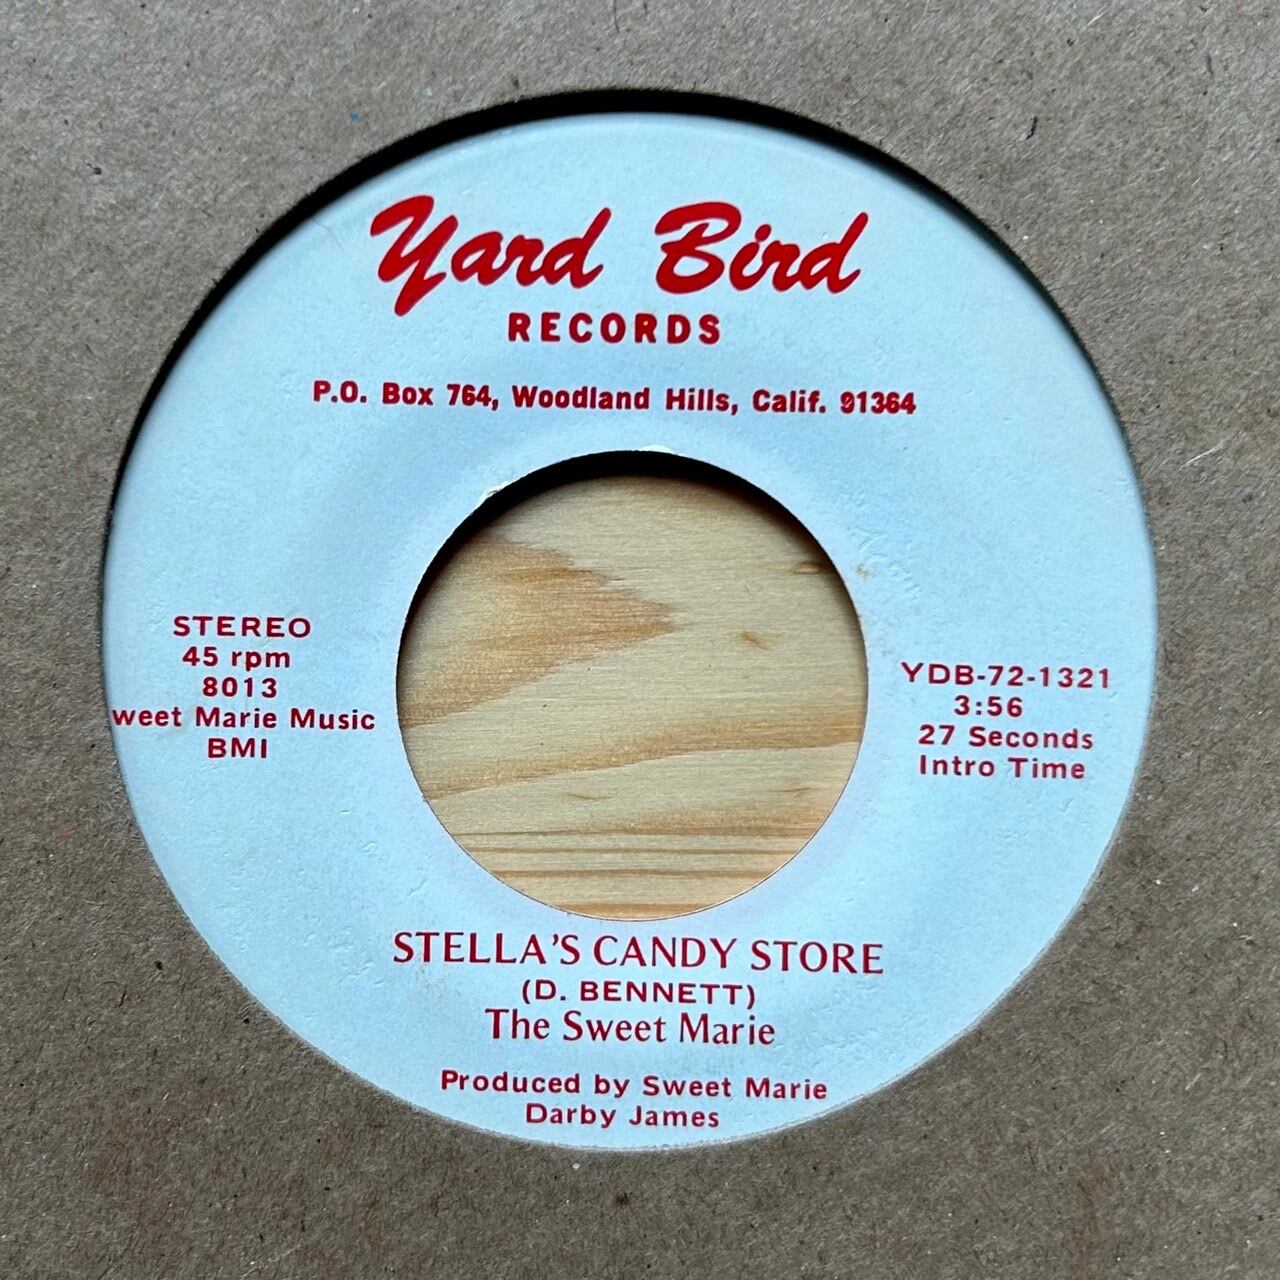 Yard Bird
RECORDS
P.O. Box 764, Woodland Hills, Calif. 91364
STEREO
45 rpm
8013
weet Marie Music
BMI
YDB-72-1321
3:56
27 Seconds
Intro Time
STELLA'S CANDY STORE
(D. BENNETT)
The Sweet Marie
Produced by Sweet Marie
Darby James